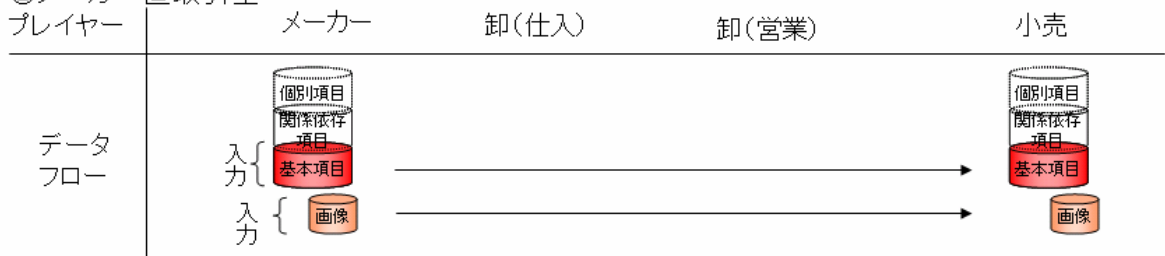 プレイヤー
メーカー
卸(仕入)
卸(営業)
小売
データ
フロー
入
力
個別項目
関係依存
項目
基本項目
入
力
画像
個別項目
関係依存
項目
基本項目
画像